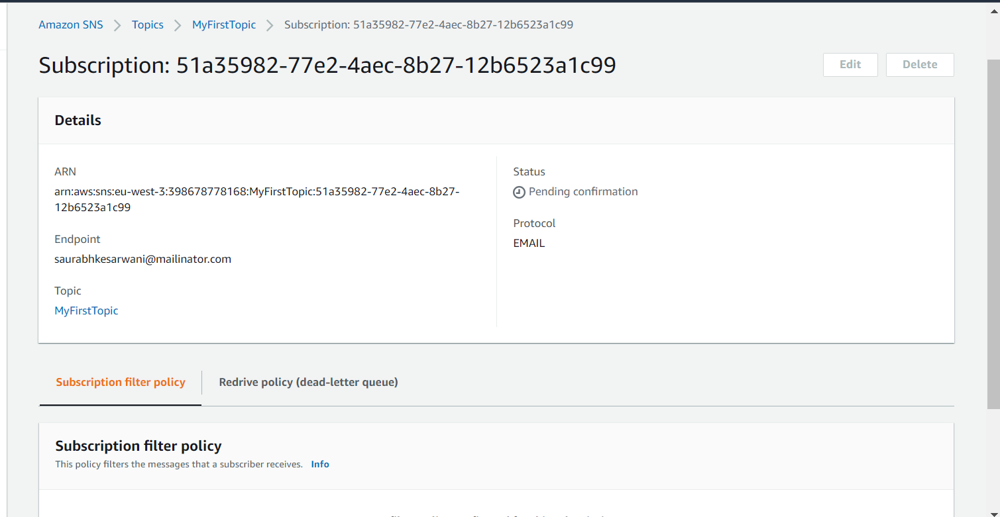 Amazon SNS > Topics > MyFirstTopic > Subscription: 51a35982-77e2-4aec-8b27-12b6523a1c99
Subscription: 51a35982-77e2-4aec-8b27-12b6523a1c99
Edit
Delete
Details
ARN
arn:aws:sns:eu-west-3:398678778168:MyFirstTopic:51a35982-77e2-4aec-8b27-
12b6523a1c99
Endpoint
saurabhkesarwani@mailinator.com
Topic
MyFirstTopic
Status
Pending confirmation
Protocol
EMAIL
Subscription filter policy
Redrive policy (dead-letter queue)
Subscription filter policy
This policy filters the messages that a subscriber receives. Info